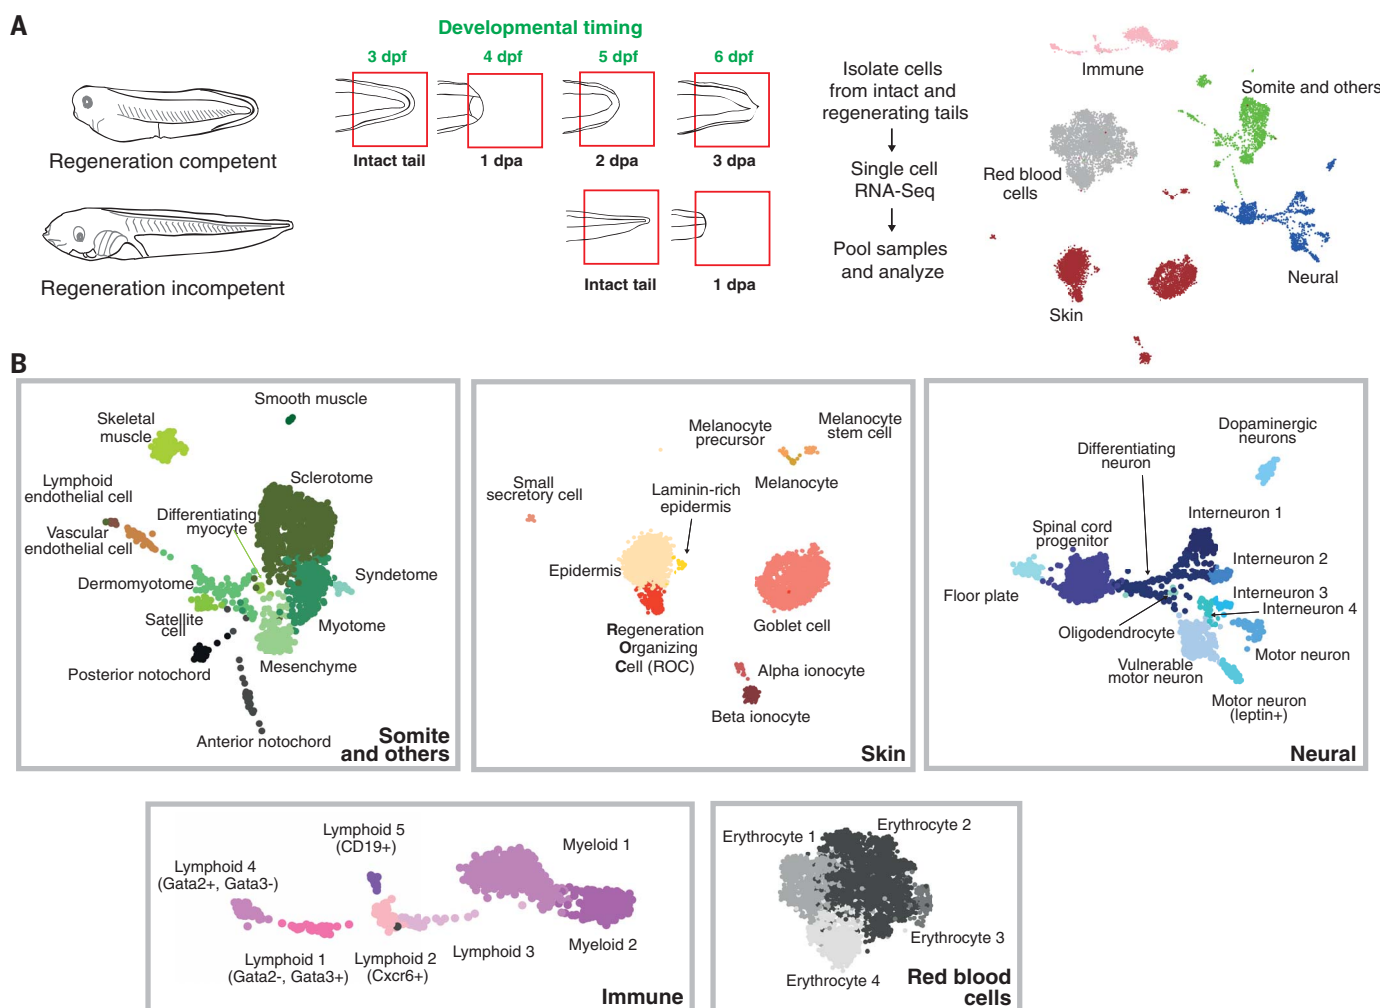 A
Developmental timing
3 dpf
4 dpf
5 dpf
6 dpf
Regeneration competent
Intact tail
1 dpa
2 dpa
3 dpa
Regeneration incompetent
Intact tail
1 dpa
Isolate cells
from intact and
regenerating tails
Single cell
RNA-Seq
Pool samples
and analyze
Immune
Somite and others
Red blood
cells
Neural
Skin
B
Smooth muscle
Skeletal
muscle
Sclerotome
Lymphoid
endothelial cell
Differentiating
myocyte
Vascular
endothelial cell
Dermomyotome
Syndetome
Satellite
cell
Myotome
Posterior notochord
Mesenchyme
Anterior notochord
Somite
and others
Melanocyte
precursor
Melanocyte
stem cell
Melanocyte
Small
secretory cell
Laminin-rich
epidermis
Epidermis
Regeneration
Organizing
Cell (ROC)
Goblet cell
Alpha ionocyte
Beta ionocyte
Skin
Dopaminergic
neurons
Differentiating
neuron
Interneuron 1
Spinal cord
progenitor
Interneuron 2
Floor plate
Interneuron 3
Interneuron 4
Oligodendrocyte
Motor neuron
Vulnerable
motor neuron
Motor neuron
(leptin+)
Neural
Lymphoid 5
(CD19+)
Myeloid 1
Lymphoid 4
(Gata2+, Gata3-)
Lymphoid 1
(Gata2-, Gata3+)
Lymphoid 2
(Cxcr6+)
Lymphoid 3
Myeloid 2
Immune
Erythrocyte 1
Erythrocyte 2
Erythrocyte 3
Erythrocyte 4
Red blood
cells